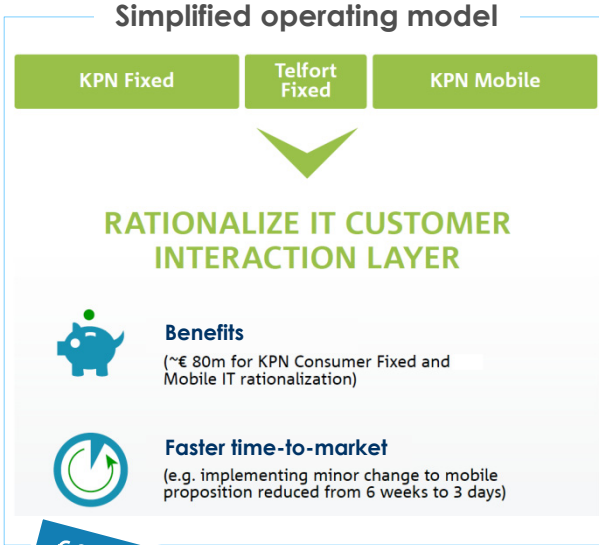 Simplified operating model
KPN Fixed
Telfort
Fixed
KPN Mobile
RATIONALIZE IT CUSTOMER
INTERACTION LAYER
Benefits
(~€ 80m for KPN Consumer Fixed and
Mobile IT rationalization)
Faster time-to-market
(e.g. implementing minor change to mobile
proposition reduced from 6 weeks to 3 days)